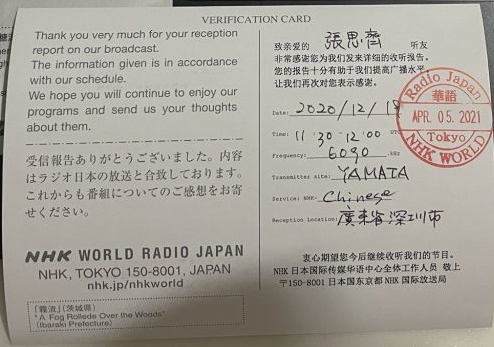 VERIFICATION CARD
Thank you very much for your reception
report on our broadcast.
The information given is in accordance
with our schedule.
We hope you will continue to enjoy our
programs and send us your thoughts
about them.
受信報告ありがとうございました。内容
はラジオ日本の放送と合致しております。
これからも番組についてのご感想をお寄
せください。
NHK WORLD RADIO JAPAN
NHK, TOKYO 150-8001, JAPAN
nhk.jp/nhkworld
「霧流」(茨城県)
"A Fog Rollede Over the Woods"
(Ibaraki Prefecture)
致亲爱的 張思齊 听友
非常感谢您为我们发来详细的收听报告。
您的报告十分有助于我们提高广播水平。
让我们再次对您表示感谢。
Date: 2020/12/18
Time: 11:30-12:00 UTC
Frequency: 6090 kHz
Transmitter site: YAMATA
Service: NHK- Chinese
Reception Location: 廣東省深圳市
Radio Japan
華語
APR. 05. 2021
Tokyo
NHK WORLD
衷心期望您今后继续收听我们的节目。
NHK 日本国际传媒华语中心全体工作人员 敬上
〒150-8001 日本国东京都 NHK 国际放送局